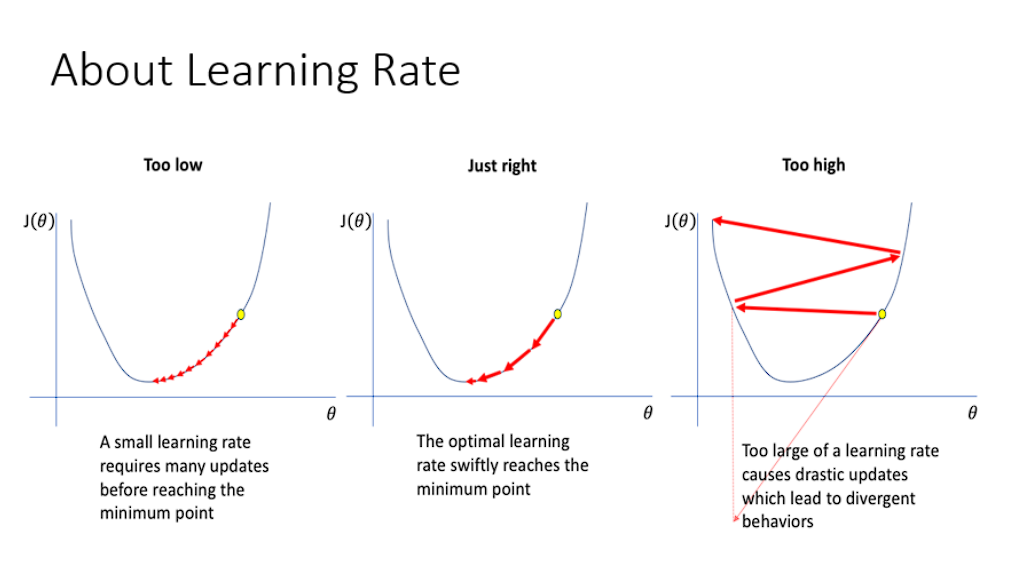 About Learning Rate
Too low
Just right
Too high
J(θ)
J(θ)
J(θ)
θ
θ
θ
A small learning rate
requires many updates
before reaching the
minimum point
The optimal learning
rate swiftly reaches the
minimum point
Too large of a learning rate
causes drastic updates
which lead to divergent
behaviors